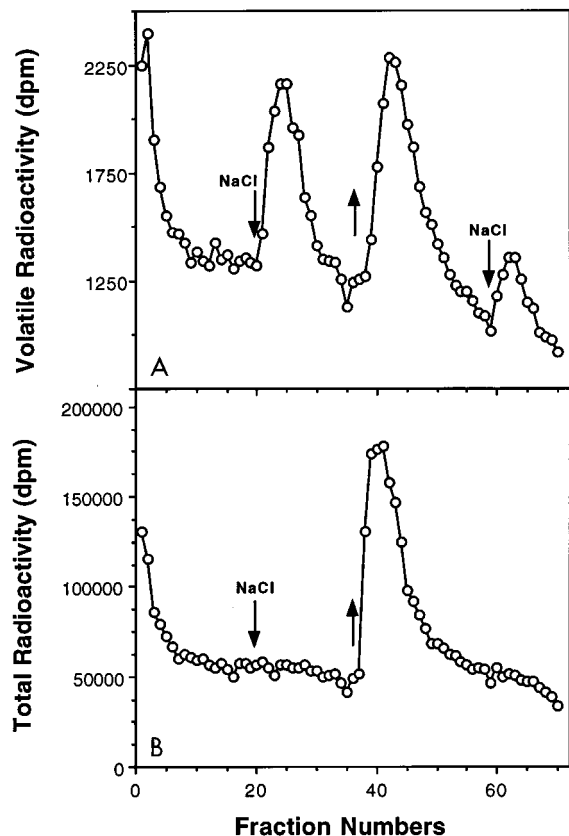 Volatile Radioactivity (dpm)
2250
1750
1250
NaCl
NaCl
A
Total Radioactivity (dpm)
200000
150000
100000
50000
0
NaCl
B
0
20
40
60
Fraction Numbers